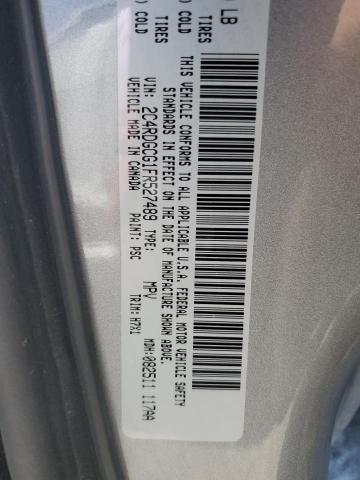 ) LB
TIRES
) COLD
TIRES
) COLD
THIS VEHICLE CONFORMS TO ALL APPLICABLE U.S.A. FEDERAL MOTOR VEHICLE SAFETY
STANDARDS IN EFFECT ON THE DATE OF MANUFACTURE SHOWN ABOVE.
VIN: 2C4RDGCG1FR527489 TYPE: MPV
VEHICLE MADE IN CANADA PAINT: PSC TRIM: H7X1 MDH:082511 117AA